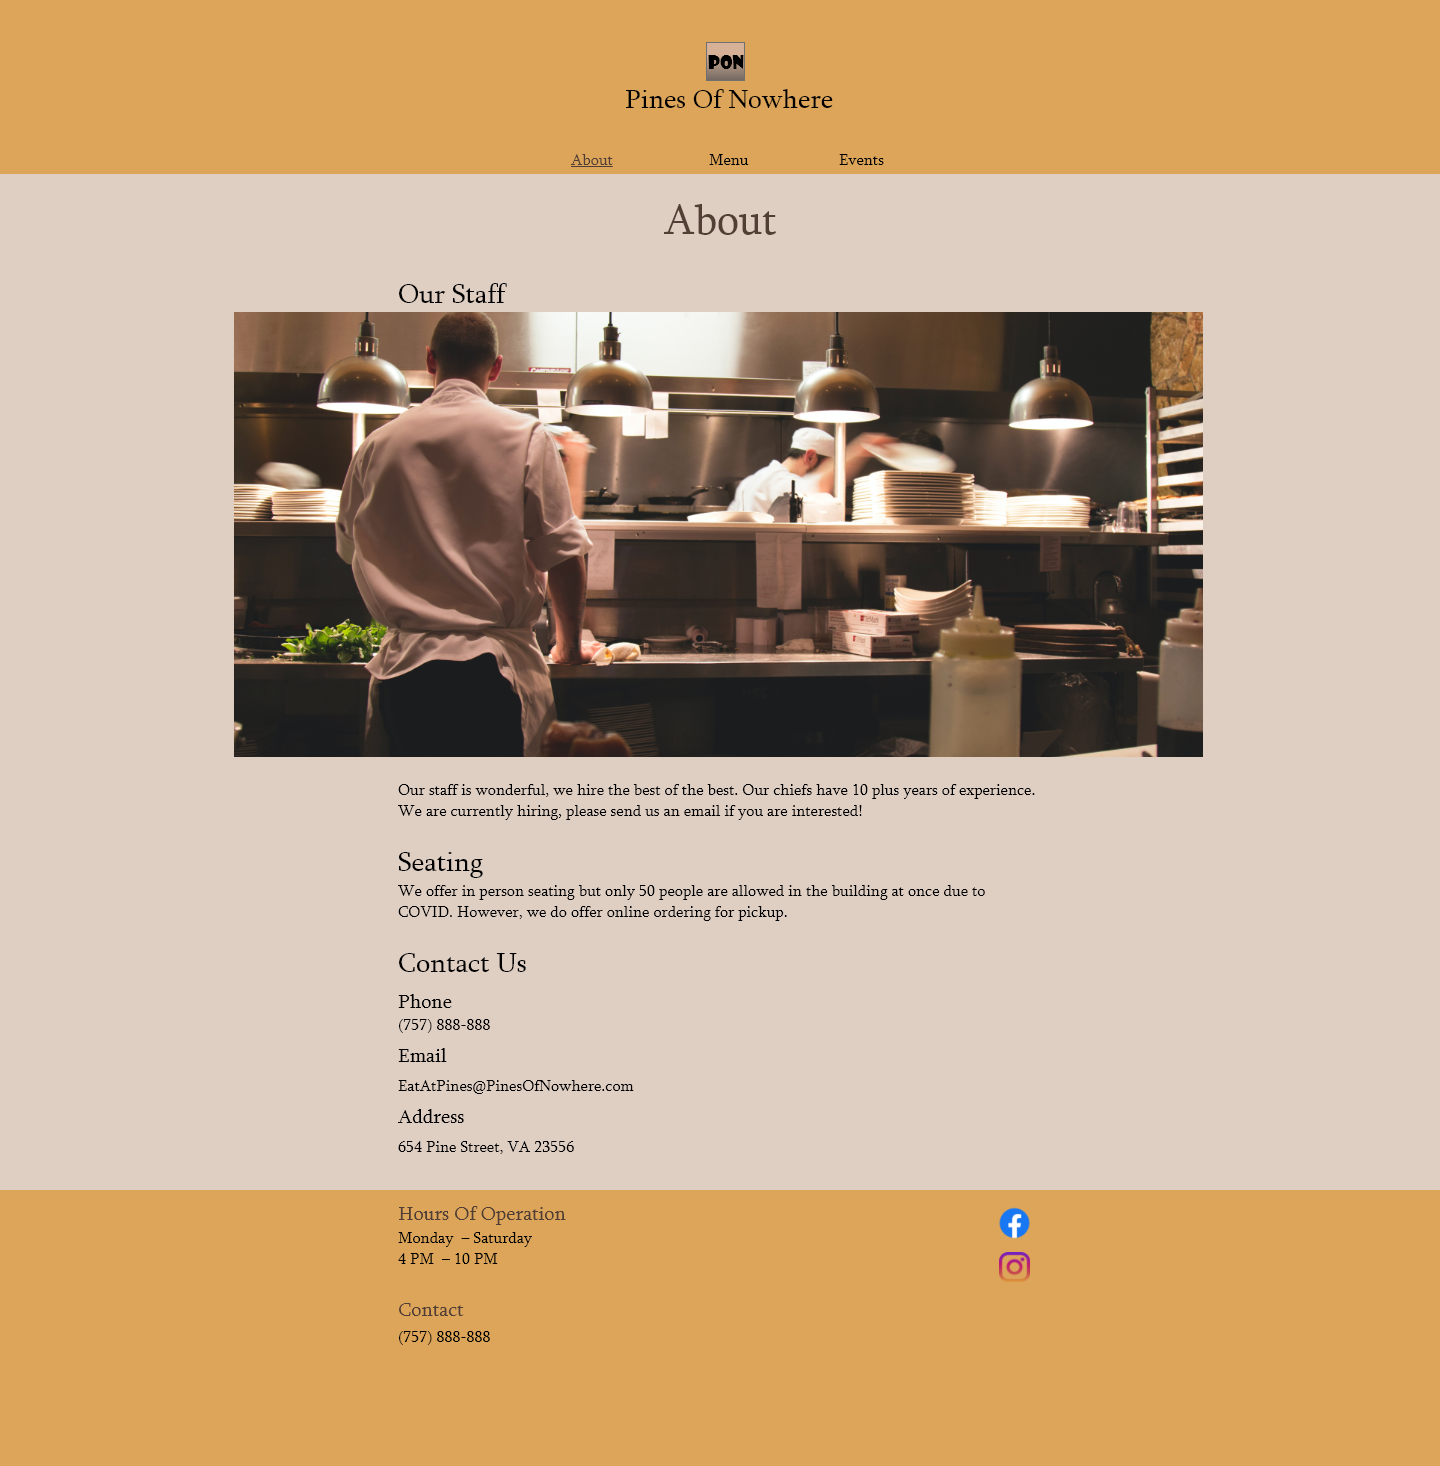 PON
Pines Of Nowhere
About Menu Events
About
Our Staff
Our staff is wonderful, we hire the best of the best. Our chiefs have 10 plus years of experience.
We are currently hiring, please send us an email if you are interested!
Seating
We offer in person seating but only 50 people are allowed in the building at once due to
COVID. However, we do offer online ordering for pickup.
Contact Us
Phone
(757) 888-888
Email
EatAtPines@PinesOfNowhere.com
Address
654 Pine Street, VA 23556
Hours Of Operation
Monday – Saturday
4 PM – 10 PM
Contact
(757) 888-888